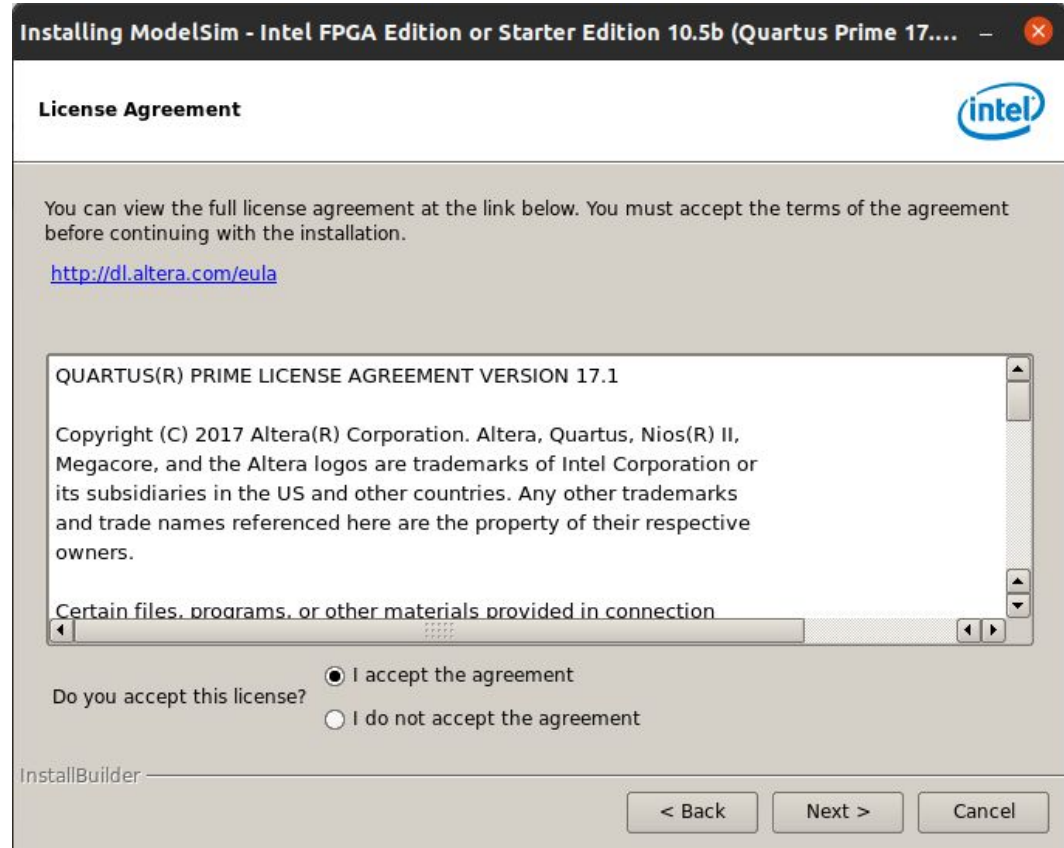 Installing ModelSim - Intel FPGA Edition or Starter Edition 10.5b (Quartus Prime 17....
License Agreement
intel
You can view the full license agreement at the link below. You must accept the terms of the agreement
before continuing with the installation.
http://dl.altera.com/eula
QUARTUS(R) PRIME LICENSE AGREEMENT VERSION 17.1
Copyright (C) 2017 Altera(R) Corporation. Altera, Quartus, Nios(R) II,
Megacore, and the Altera logos are trademarks of Intel Corporation or
its subsidiaries in the US and other countries. Any other trademarks
and trade names referenced here are the property of their respective
owners.
Certain files, programs, or other materials provided in connection
Do you accept this license?
I accept the agreement
I do not accept the agreement
InstallBuilder
< Back
Next >
Cancel